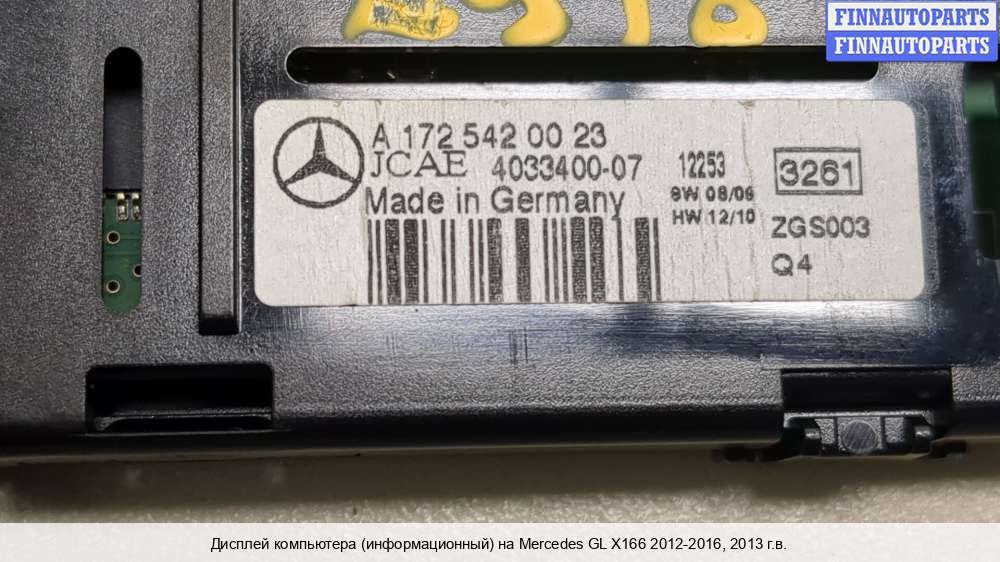 FINNAUTOPARTS
FINNAUTOPARTS
A 172 542 00 23
JCAE 4033400-07
Made in Germany
12253
SW 08/06
HW 12/10
3261
ZGS003
Q4
Дисплей компьютера (информационный) на Mercedes GL X166 2012-2016, 2013 г.в.